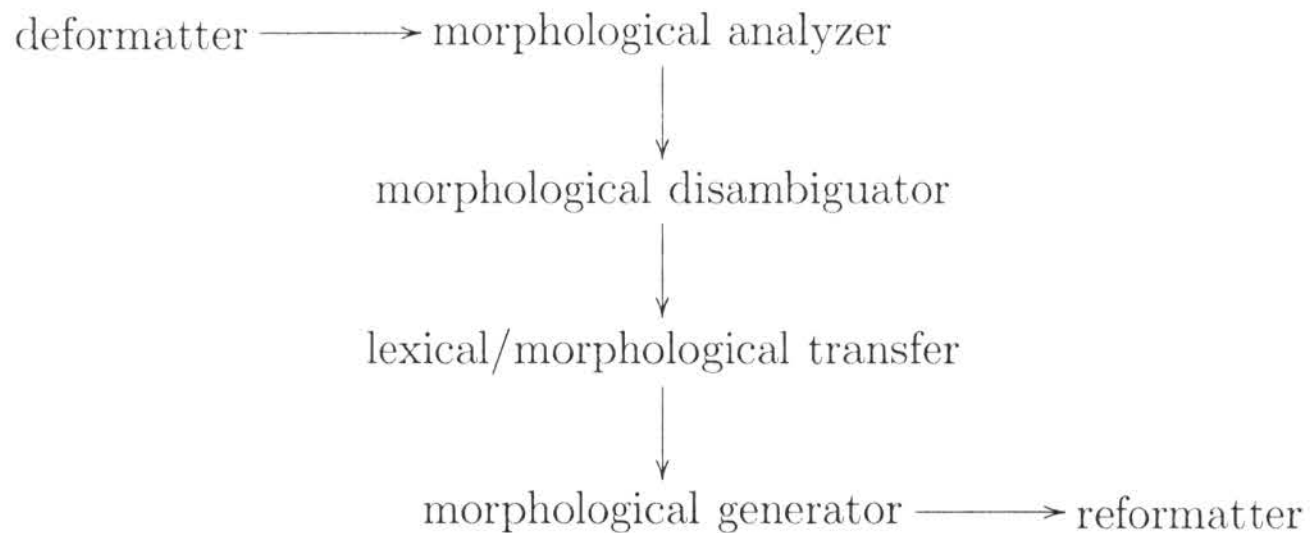 deformatter morphological analyzer
morphological disambiguator
lexical/morphological transfer
morphological generator reformatter